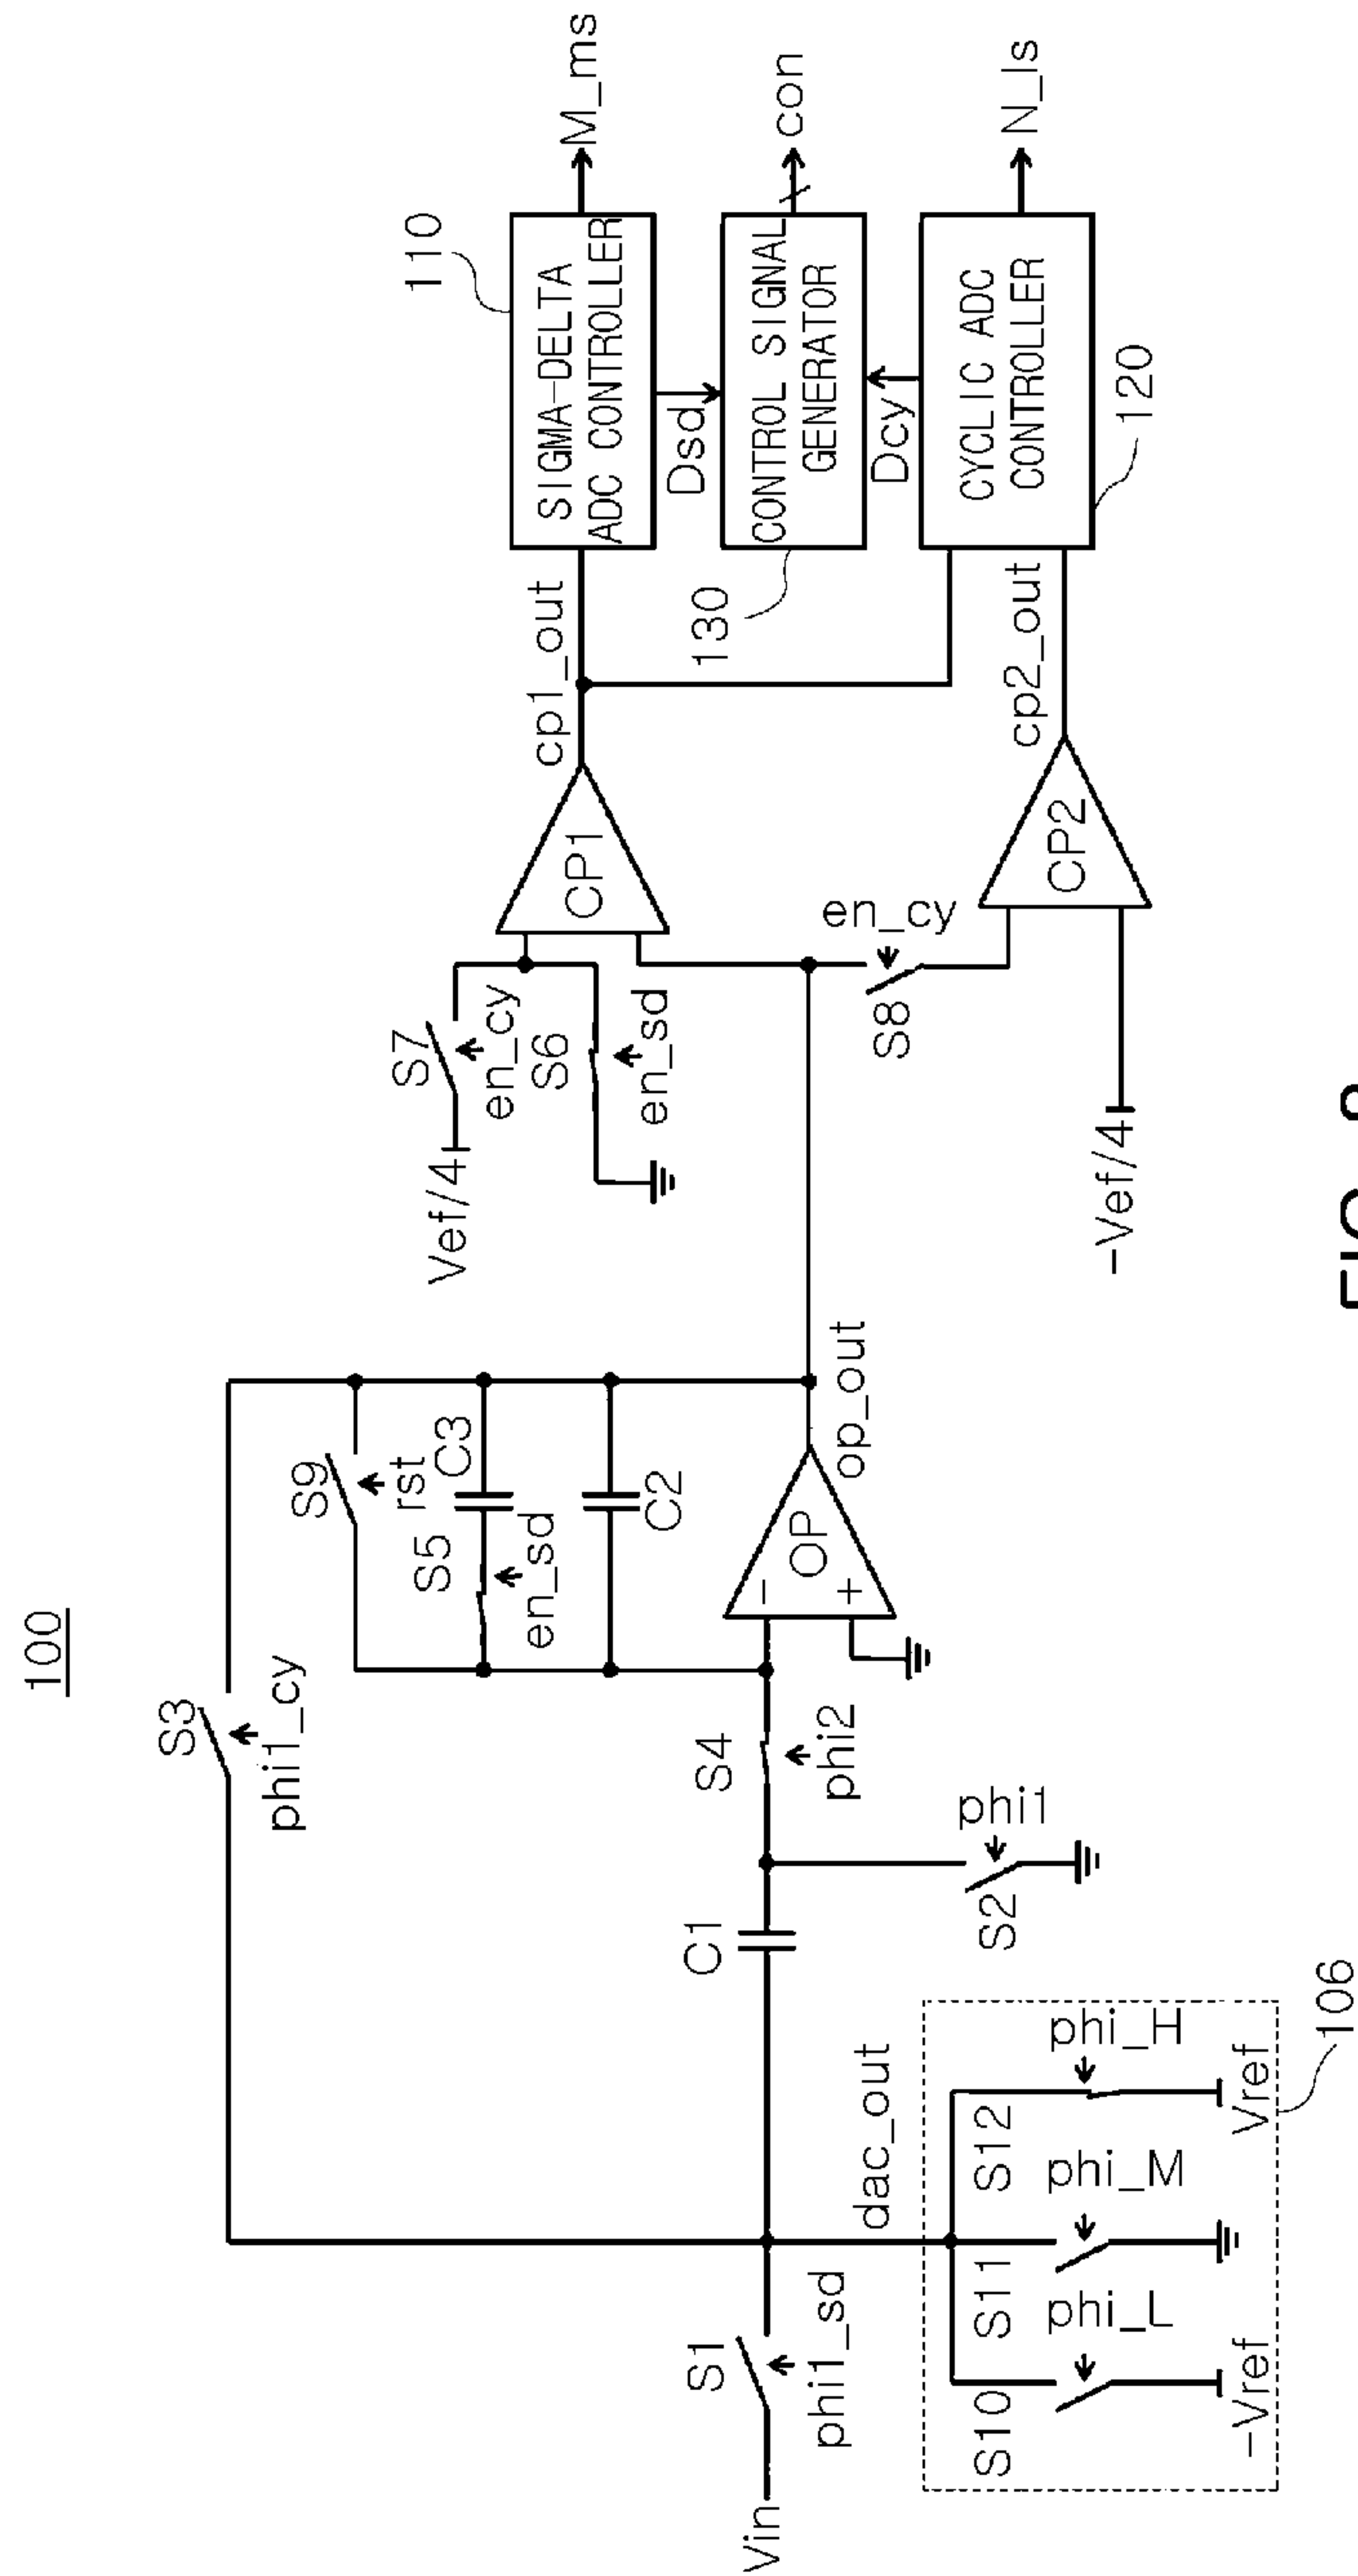 100
S3
phi1_cy
S9
rst
S5
en_sd
C3
C2
S7
en_cy
Vef/4
S6
en_sd
CP1
cp1_out
110
SIGMA-DELTA
ADC CONTROLLER
M_ms
Dsd
CONTROL SIGNAL
GENERATOR
con
130
Dcy
CYCLIC ADC
CONTROLLER
N_ls
120
Vin
S1
phi1_sd
C1
S4
phi2
phi1
S2
-
+
OP
op_out
en_cy
S8
CP2
cp2_out
-Vef/4
dac_out
S10
phi_L
-Vref
S11
phi_M
S12
phi_H
Vref
106